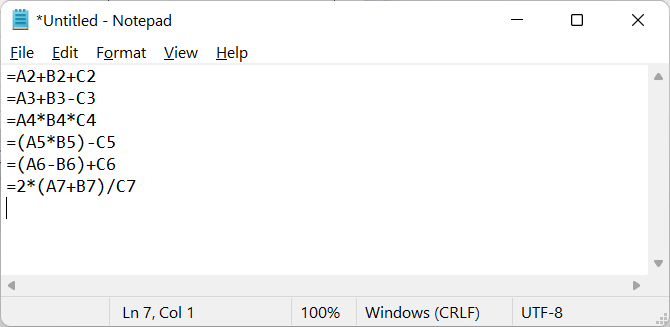 *Untitled - Notepad
File Edit Format View Help
=A2+B2+C2
=A3+B3-C3
=A4*B4*C4
=(A5*B5)-C5
=(A6-B6)+C6
=2*(A7+B7)/C7
Ln 7, Col 1 100% Windows (CRLF) UTF-8